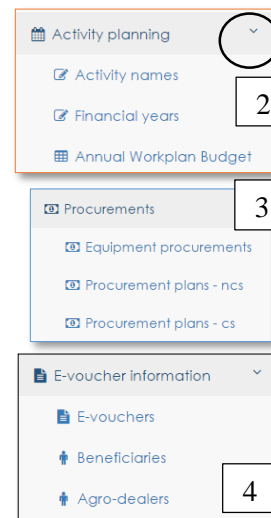 Activity planning
Activity names
2
Financial years
Annual Workplan Budget
Procurements
3
Equipment procurements
Procurement plans - ncs
Procurement plans - cs
E-voucher information
E-vouchers
Beneficiaries
Agro-dealers
4